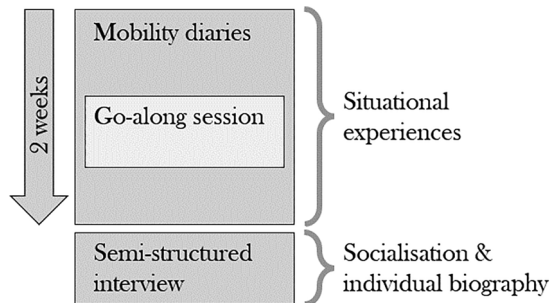 2 weeks
Mobility diaries
Go-along session
Situational
experiences
Semi-structured
interview
Socialisation &
individual biography